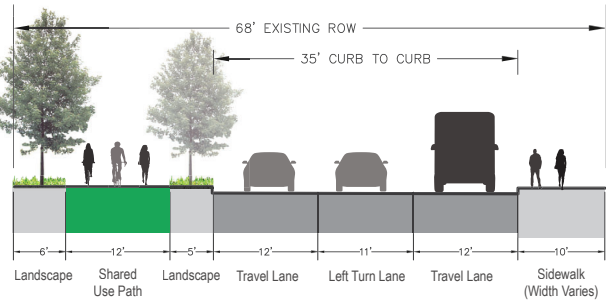 68' EXISTING ROW
35' CURB TO CURB
6' 12' 5' 12' 11' 12' 10'
Landscape Shared Landscape Travel Lane Left Turn Lane Travel Lane Sidewalk
Use Path (Width Varies)